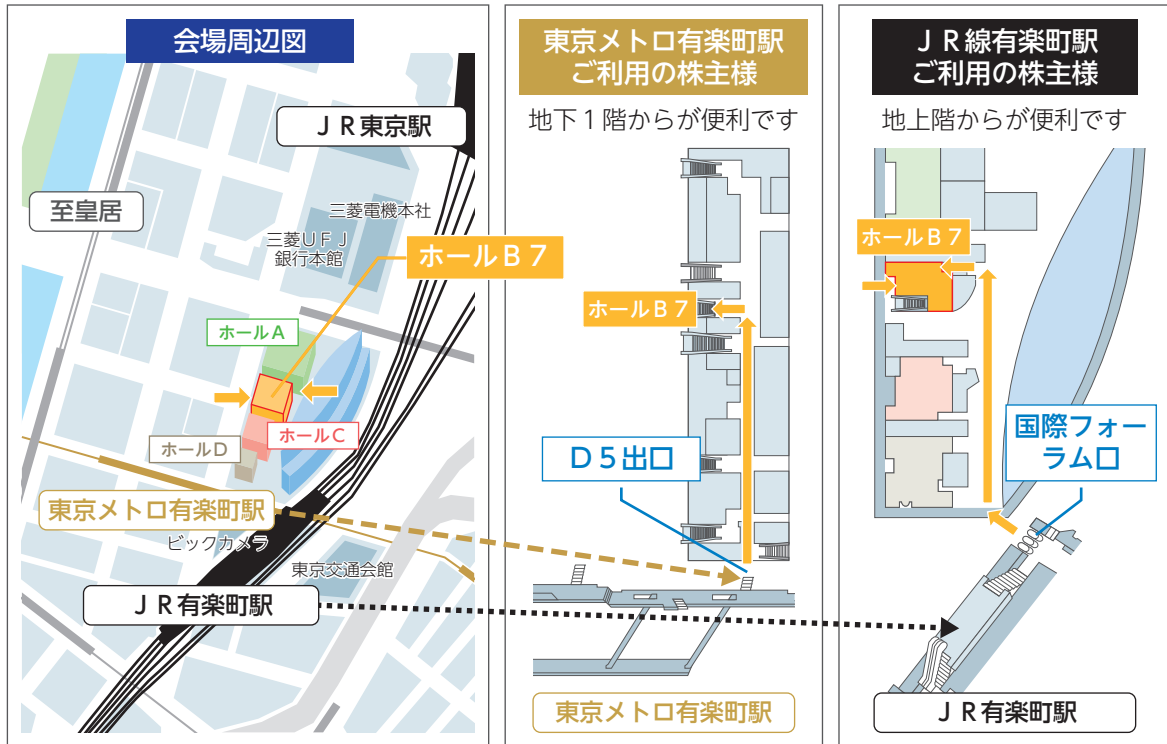 会場周辺図
JR東京駅
至皇居
三菱電機本社
三菱UFJ
銀行本館
ホールB7
ホールA
ホールC
ホールD
東京メトロ有楽町駅
ビックカメラ
東京交通会館
JR有楽町駅
東京メトロ有楽町駅
ご利用の株主様
地下1階からが便利です
ホールB7
D5出口
東京メトロ有楽町駅
JR線有楽町駅
ご利用の株主様
地上階からが便利です
ホールB7
国際フォー
ラム口
JR有楽町駅